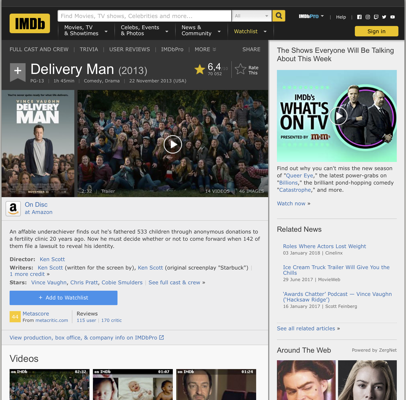 IMDb
Find Movies, TV shows, Celebrities and more...
All
IMDbPro
Help
Movies, TV & Showtimes
Celebs, Events & Photos
News & Community
Watchlist
Sign in
FULL CAST AND CREW | TRIVIA | USER REVIEWS | IMDbPro | MORE
SHARE
Delivery Man (2013)
PG-13 | 1h 45min | Comedy, Drama | 22 November 2013 (USA)
6,4
Rate This
VINCE VAUGHN
DELIVERY MAN
2:32 | Trailer
14 VIDEOS | 46 IMAGES
On Disc
at Amazon
An affable underachiever finds out he's fathered 533 children through anonymous donations to
a fertility clinic 20 years ago. Now he must decide whether or not to come forward when 142 of
them file a lawsuit to reveal his identity.
Director: Ken Scott
Writers: Ken Scott (written for the screen by), Ken Scott (original screenplay "Starbuck") |
1 more credit »
Stars: Vince Vaughn, Chris Pratt, Cobie Smulders | See full cast & crew »
+ Add to Watchlist
Metascore
From metacritic.com
Reviews
115 user | 170 critic
View production, box office, & company info on IMDbPro
Videos
The Shows Everyone Will Be Talking
About This Week
IMDb's
WHAT'S
ON TV
PRESENTED BY
Find out why you can't miss the new season
of "Queer Eye," the latest power-grabs on
"Billions," the brilliant pond-hopping comedy
"Catastrophe," and more.
Watch now »
Related News
Roles Where Actors Lost Weight
03 January 2018 | Cineplex
Ice Cream Truck Trailer Will Give You the
Chills
29 June 2017 | MovieWeb
'Awards Chatter' Podcast — Vince Vaughn
('Hacksaw Ridge')
16 January 2017 | Scott Feinberg
See all related articles »
Around The Web
Powered by ZergNet